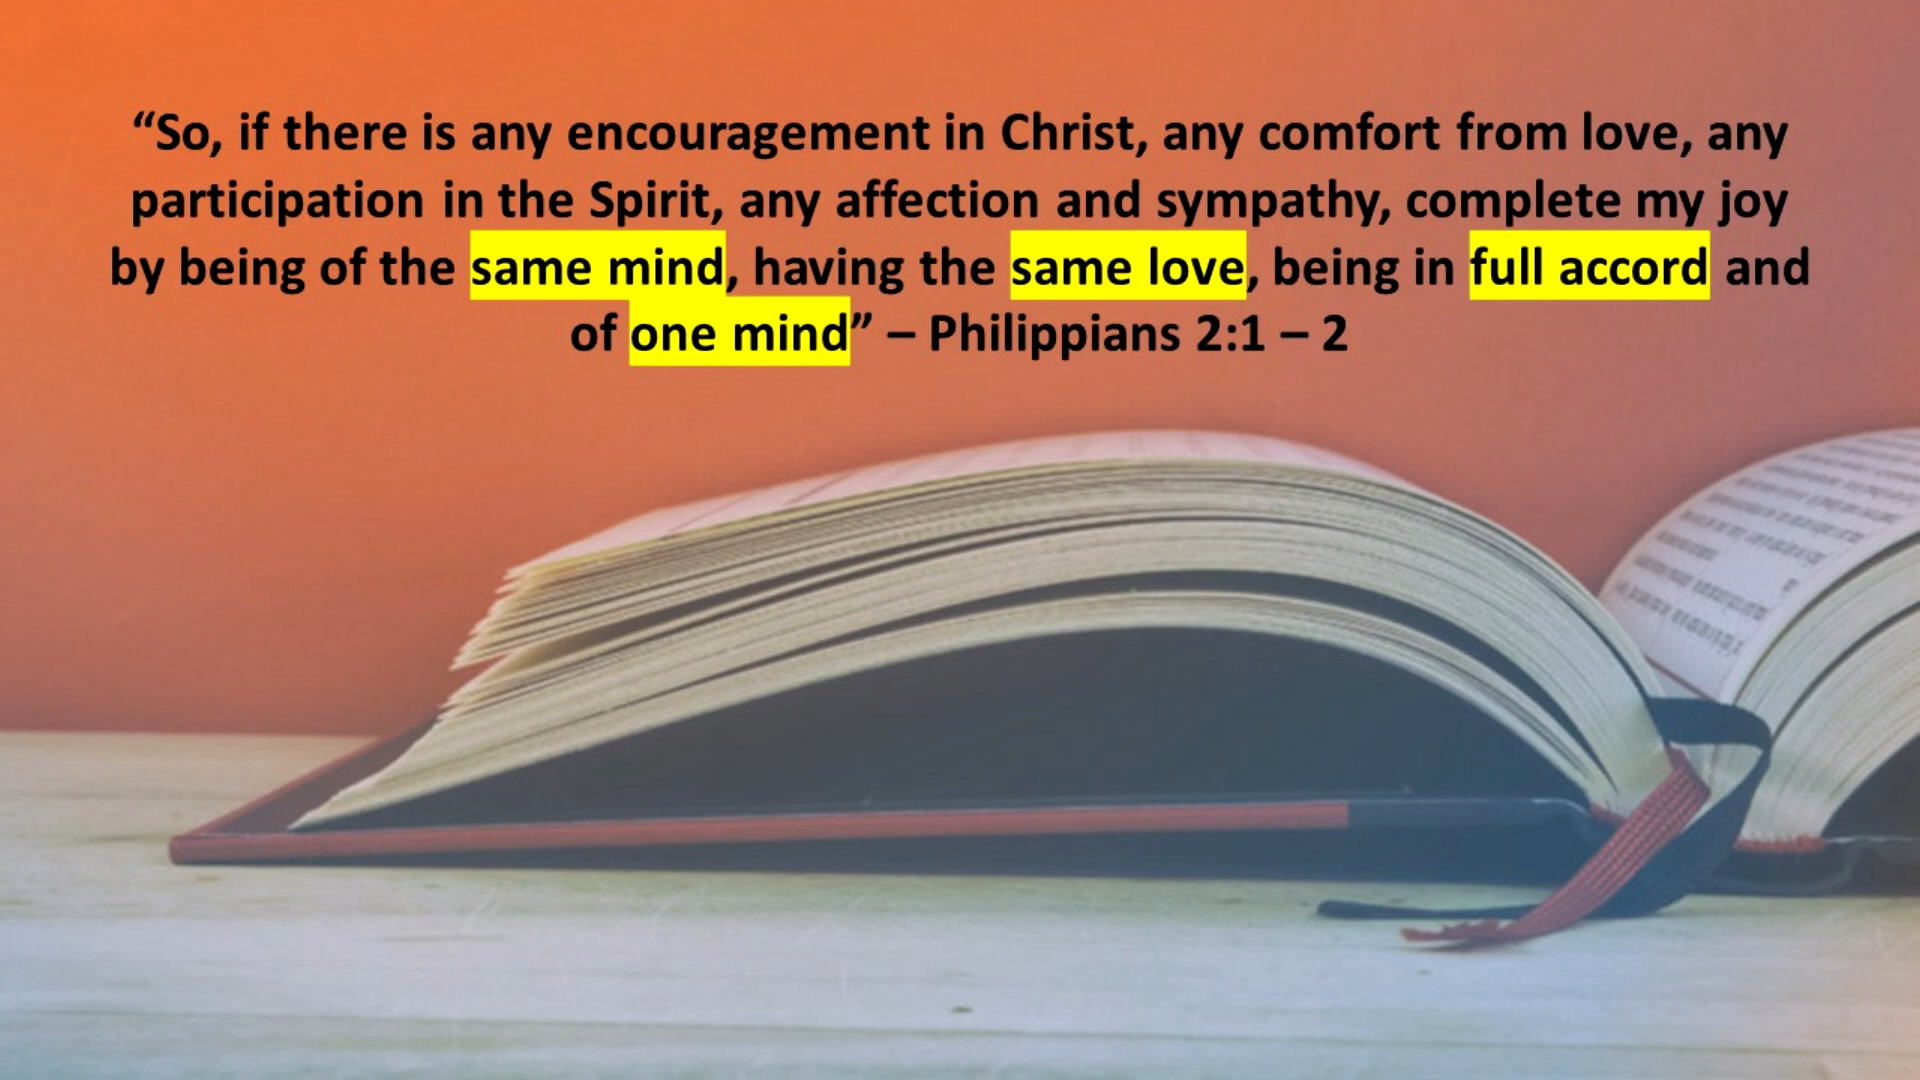 “So, if there is any encouragement in Christ, any comfort from love, any
participation in the Spirit, any affection and sympathy, complete my joy
by being of the same mind, having the same love, being in full accord and
of one mind” – Philippians 2:1 – 2